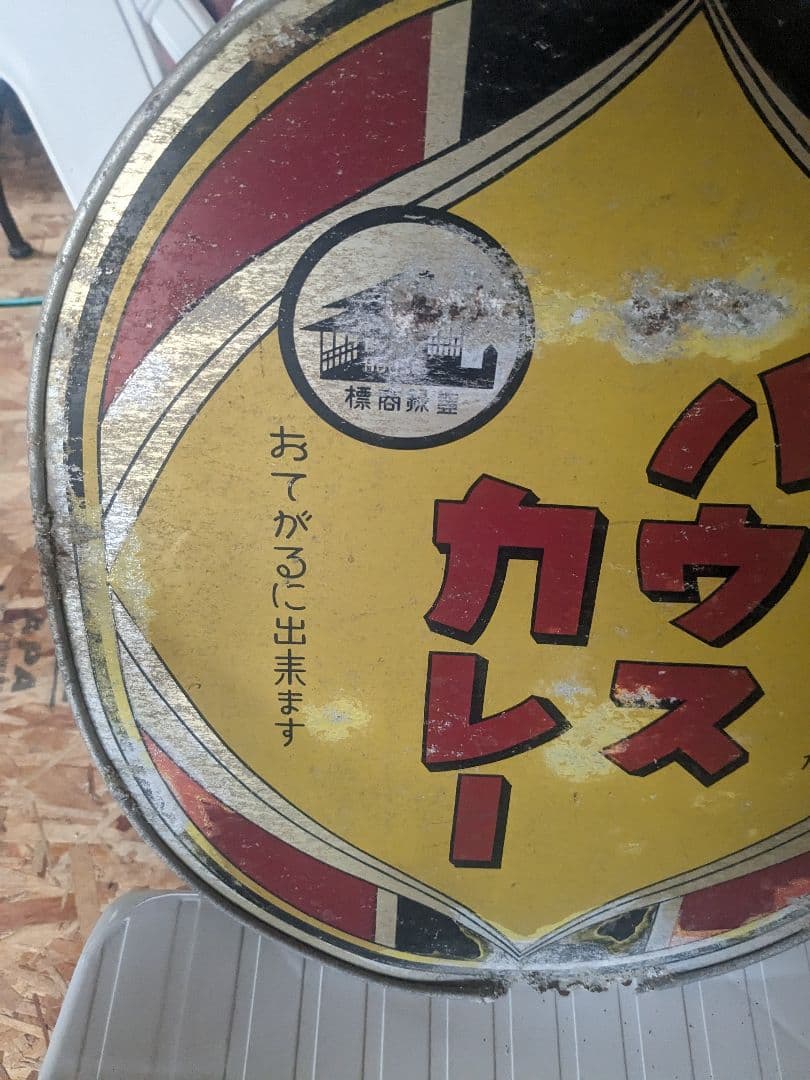 ハウス
カレー
おてがるに出来ます
標商録登